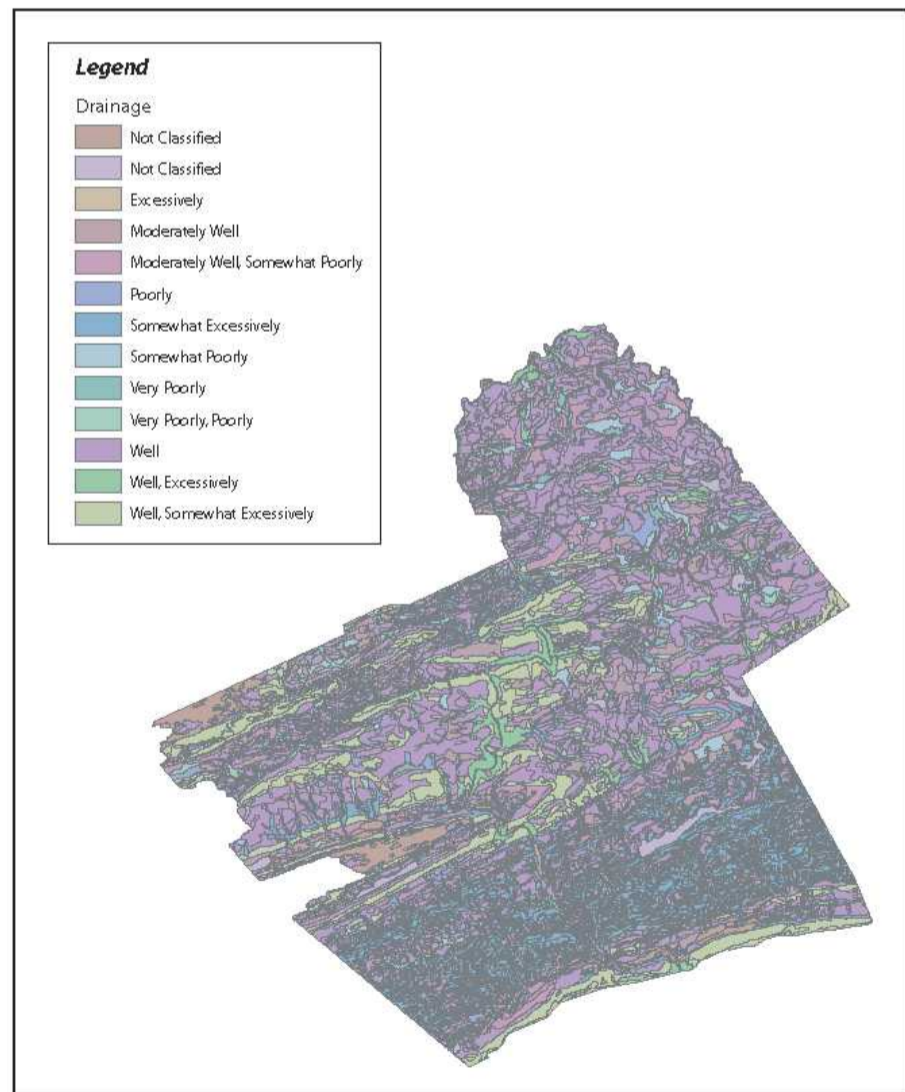 Legend
Drainage
Not Classified
Not Classified
Excessively
Moderately Well
Moderately Well, Somewhat Poorly
Poorly
Somewhat Excessively
Somewhat Poorly
Very Poorly
Very Poorly, Poorly
Well
Well, Excessively
Well, Somewhat Excessively